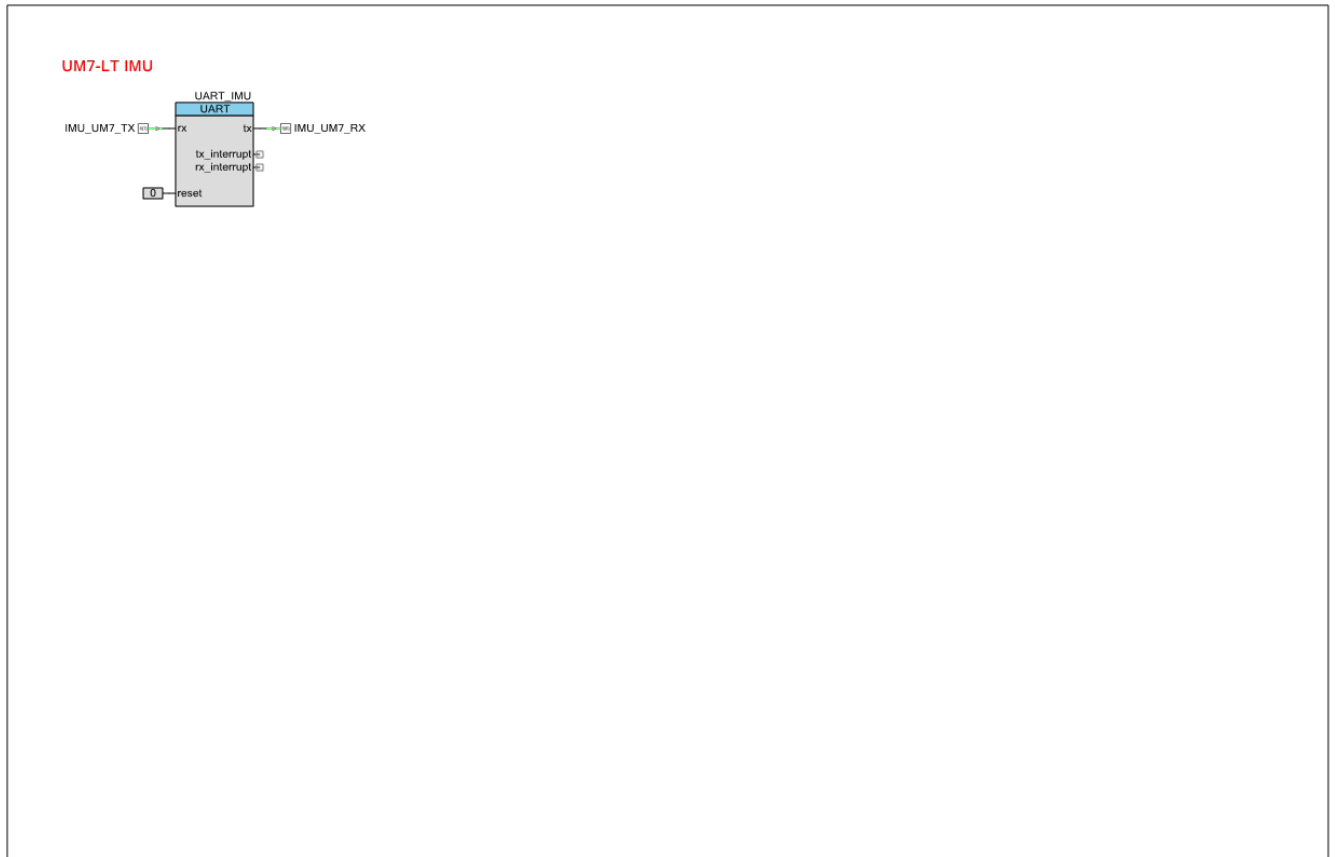 UM7-LT IMU
UART_IMU
UART
IMU_UM7_TX rx tx IMU_UM7_RX
tx_interrupt
rx_interrupt
0 reset